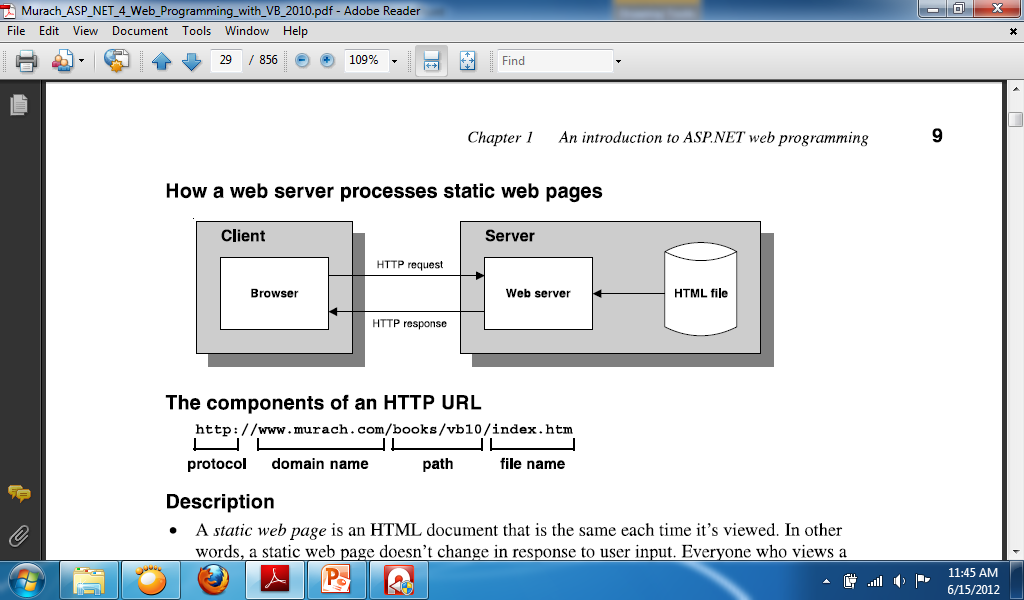 Murach_ASP_NET_4_Web_Programming_with_VB_2010.pdf - Adobe Reader
File Edit View Document Tools Window Help
29 / 856 109% Find
Chapter 1 An introduction to ASP.NET web programming 9
How a web server processes static web pages
Client Server
HTTP request
Browser Web server HTML file
HTTP response
The components of an HTTP URL
http://www.murach.com/books/vb10/index.htm
protocol domain name path file name
Description
• A static web page is an HTML document that is the same each time it's viewed. In other
words, a static web page doesn't change in response to user input. Everyone who views a
11:45 AM
6/15/2012